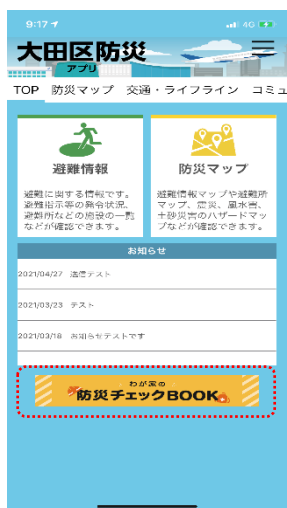 9:17
4G
大田区防災
アプリ
TOP 防災マップ 交通・ライフライン コミュ
避難情報
避難に関する情報です。
避難指示等の発令状況、
避難所などの施設の一覧
などが確認できます。
防災マップ
避難情報マップや避難所
マップ、震災、風水害、
土砂災害のハザードマッ
プなどが確認できます。
お知らせ
2021/04/27 送信テスト
2021/03/23 テスト
2021/03/18 お知らせテストです
わが家の
防災チェックBOOK